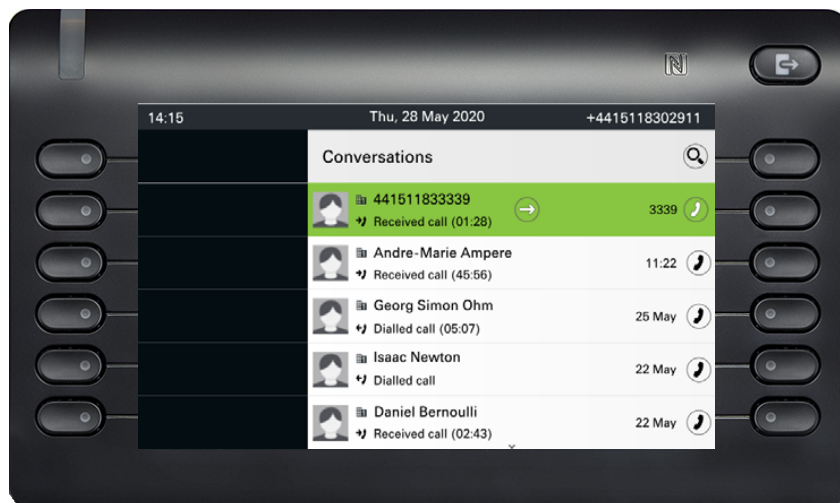 14:15 Thu, 28 May 2020 +4415118302911
Conversations
441511833339
Received call (01:28) 3339
Andre-Marie Ampere
Received call (45:56) 11:22
Georg Simon Ohm
Dialled call (05:07) 25 May
Isaac Newton
Dialled call 22 May
Daniel Bernoulli
Received call (02:43) 22 May